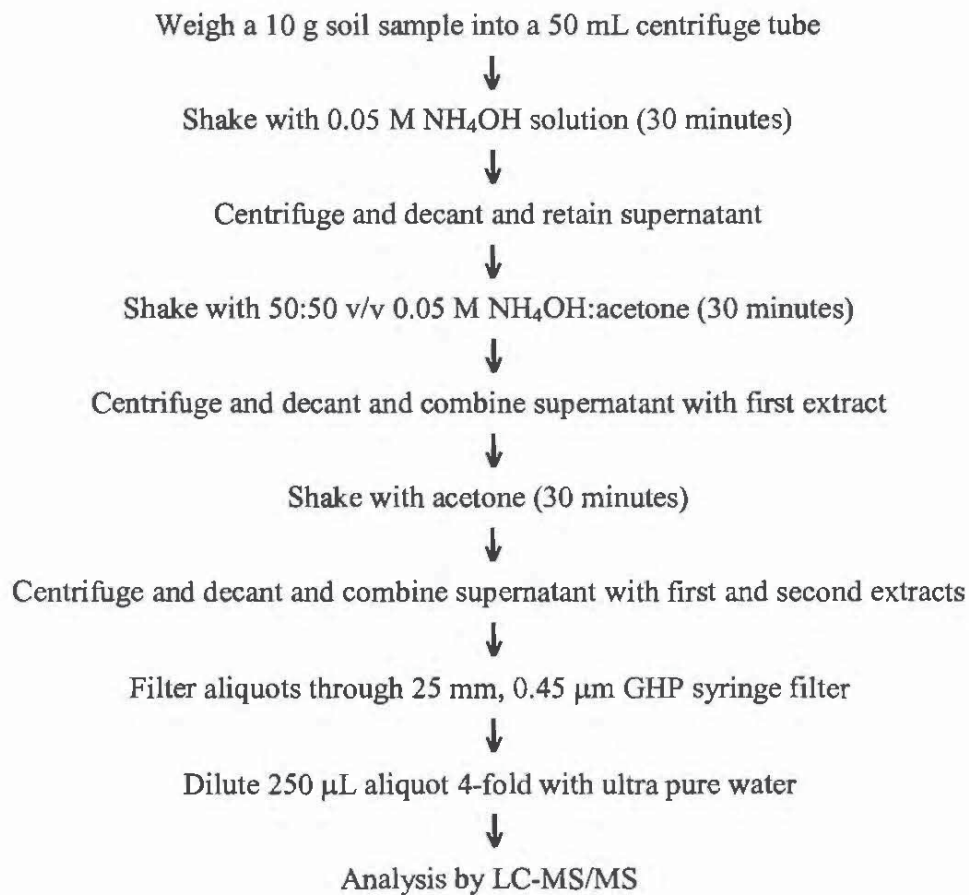 Weigh a 10 g soil sample into a 50 mL centrifuge tube
Shake with 0.05 M NH₄OH solution (30 minutes)
Centrifuge and decant and retain supernatant
Shake with 50:50 v/v 0.05 M NH₄OH:acetone (30 minutes)
Centrifuge and decant and combine supernatant with first extract
Shake with acetone (30 minutes)
Centrifuge and decant and combine supernatant with first and second extracts
Filter aliquots through 25 mm, 0.45 μm GHP syringe filter
Dilute 250 μL aliquot 4-fold with ultra pure water
Analysis by LC-MS/MS